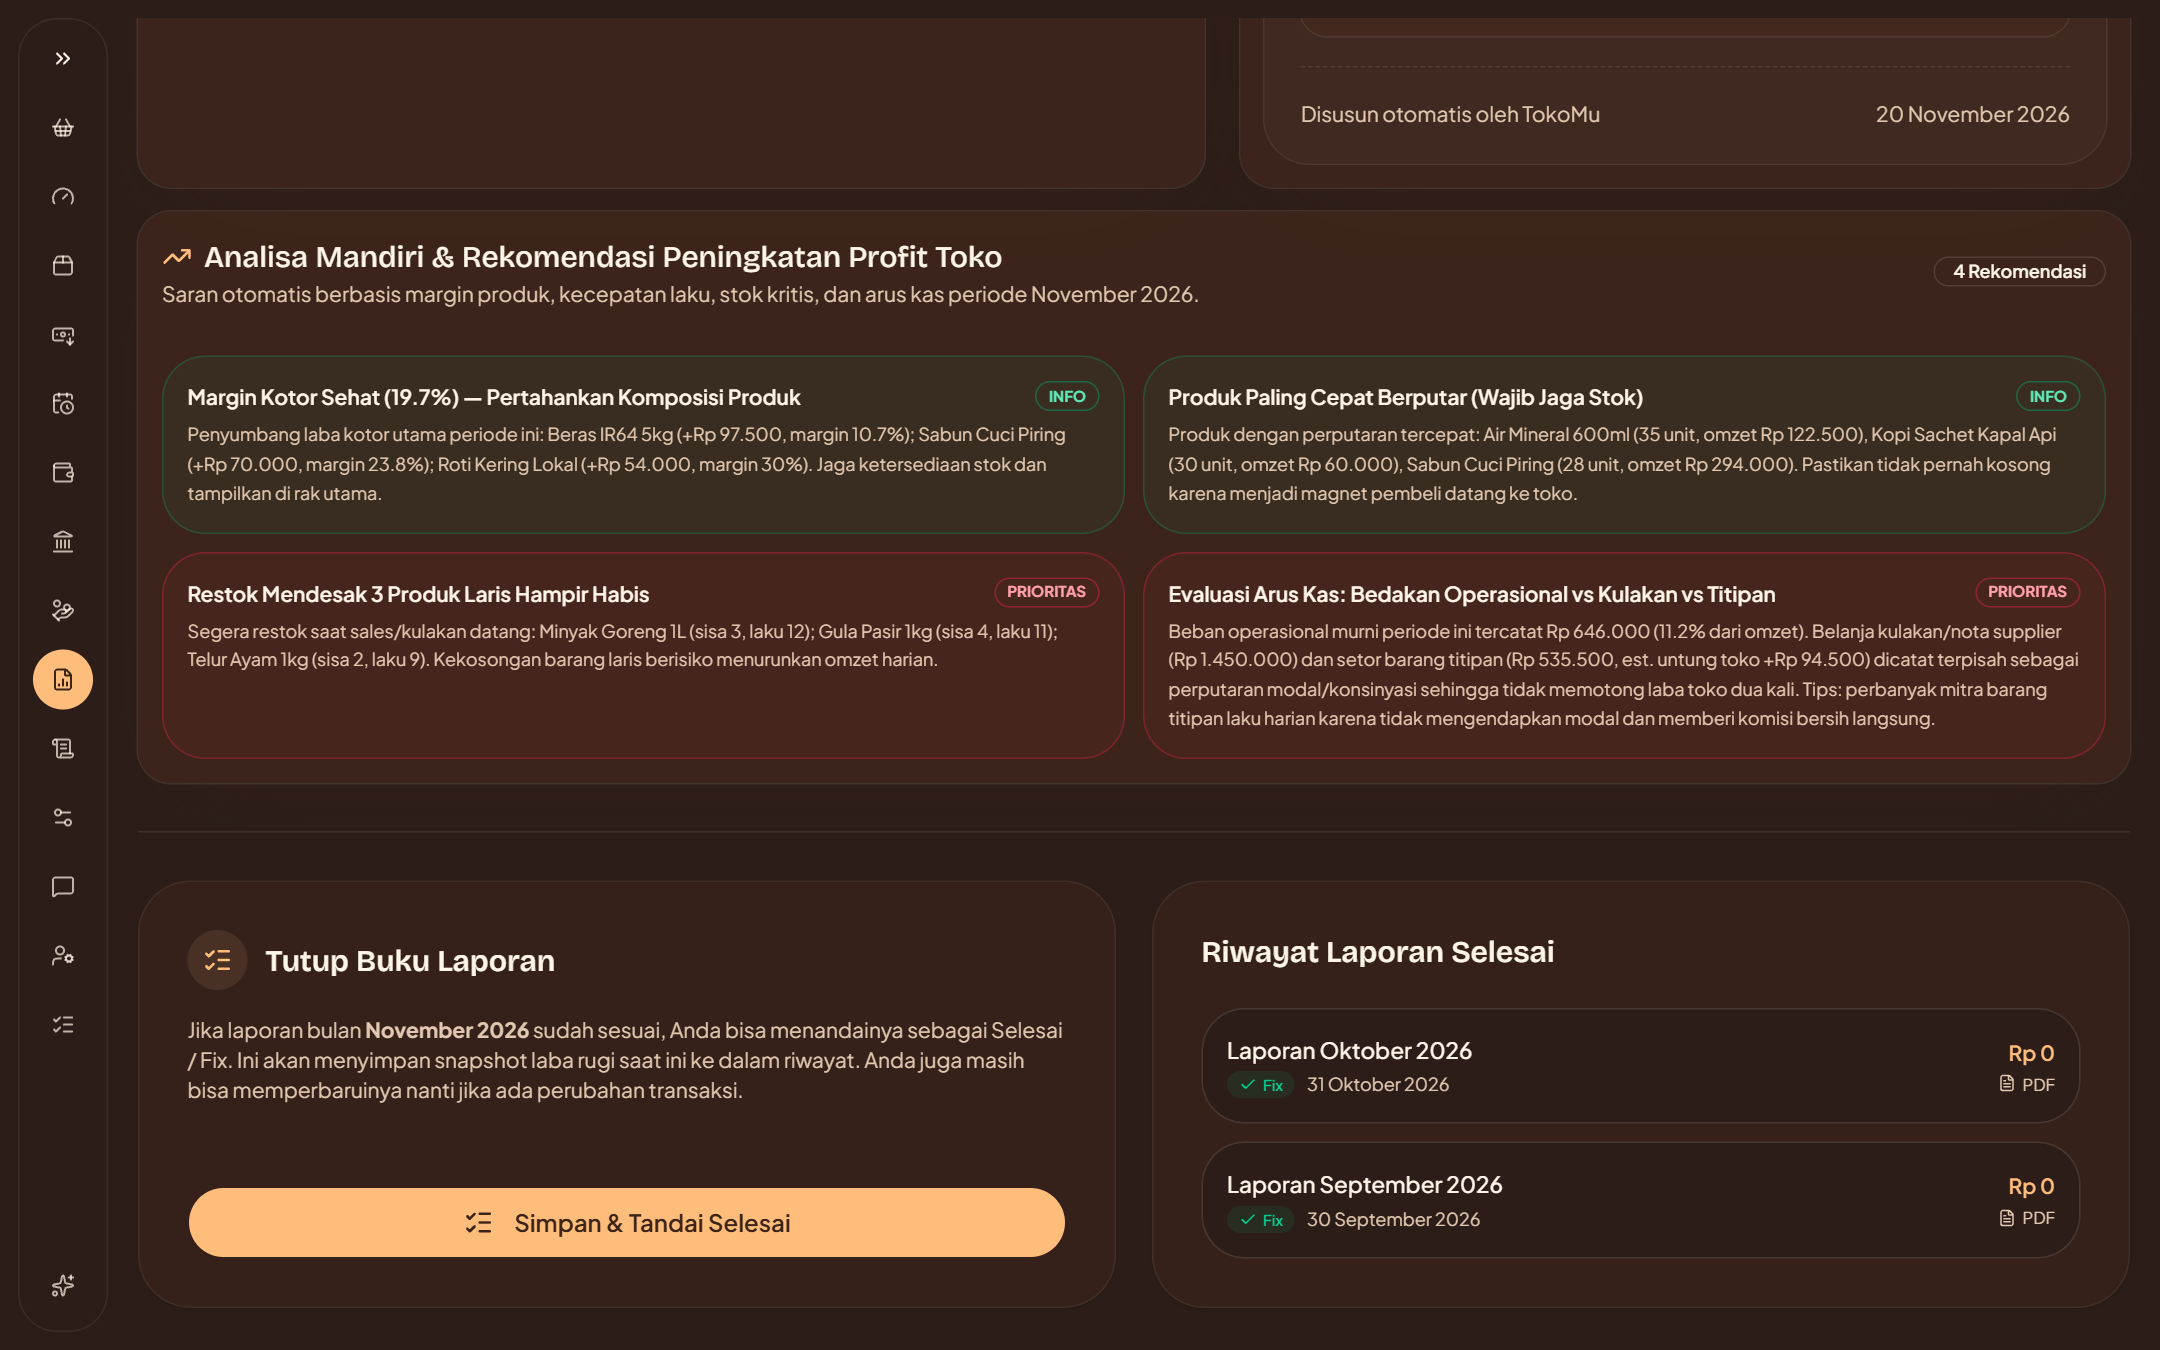 Disusun otomatis oleh TokoMu
20 November 2026
Analisa Mandiri & Rekomendasi Peningkatan Profit Toko
Saran otomatis berbasis margin produk, kecepatan laku, stok kritis, dan arus kas periode November 2026.
4 Rekomendasi
Margin Kotor Sehat (19.7%) — Pertahankan Komposisi Produk
INFO
Penyumbang laba kotor utama periode ini: Beras IR64 5kg (+Rp 97.500, margin 10.7%); Sabun Cuci Piring
(+Rp 70.000, margin 23.8%); Roti Kering Lokal (+Rp 54.000, margin 30%). Jaga ketersediaan stok dan
tampilkan di rak utama.
Produk Paling Cepat Berputar (Wajib Jaga Stok)
INFO
Produk dengan perputaran tercepat: Air Mineral 600ml (35 unit, omzet Rp 122.500), Kopi Sachet Kapal Api
(30 unit, omzet Rp 60.000), Sabun Cuci Piring (28 unit, omzet Rp 294.000). Pastikan tidak pernah kosong
karena menjadi magnet pembeli datang ke toko.
Restok Mendesak 3 Produk Laris Hampir Habis
PRIORITAS
Segera restok saat sales/kulakan datang: Minyak Goreng 1L (sisa 3, laku 12); Gula Pasir 1kg (sisa 4, laku 11);
Telur Ayam 1kg (sisa 2, laku 9). Kekosongan barang laris berisiko menurunkan omzet harian.
Evaluasi Arus Kas: Bedakan Operasional vs Kulakan vs Titipan
PRIORITAS
Beban operasional murni periode ini tercatat Rp 646.000 (11.2% dari omzet). Belanja kulakan/nota supplier
(Rp 1.450.000) dan setor barang titipan (Rp 535.500, est. untung toko +Rp 94.500) dicatat terpisah sebagai
perputaran modal/konsinyasi sehingga tidak memotong laba toko dua kali. Tips: perbanyak mitra barang
titipan laku harian karena tidak mengendapkan modal dan memberi komisi bersih langsung.
Tutup Buku Laporan
Jika laporan bulan November 2026 sudah sesuai, Anda bisa menandainya sebagai Selesai
/ Fix. Ini akan menyimpan snapshot laba rugi saat ini ke dalam riwayat. Anda juga masih
bisa memperbaruinya nanti jika ada perubahan transaksi.
Simpan & Tandai Selesai
Riwayat Laporan Selesai
Laporan Oktober 2026
Rp 0
Fix
31 Oktober 2026
PDF
Laporan September 2026
Rp 0
Fix
30 September 2026
PDF